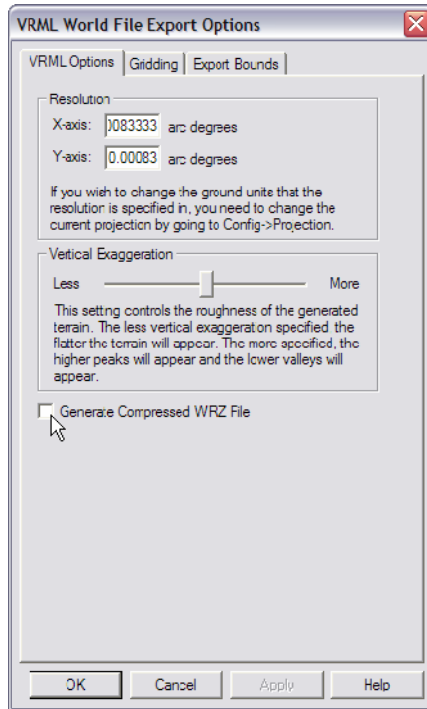 VRML World File Export Options
VRML Options Gridding Export Bounds
Resolution
X-axis: 0083333 arc degrees
Y-axis: 0.00083 arc degrees
If you wish to change the ground units that the
resolution is specified in, you need to change the
current projection by going to Config->Projection.
Vertical Exaggeration
Less More
This setting controls the roughness of the generated
terrain. The less vertical exaggeration specified the
flatter the terrain will appear. The more specified, the
higher peaks will appear and the lower valleys will
appear.
Generate Compressed WRZ File
OK Cancel Apply Help